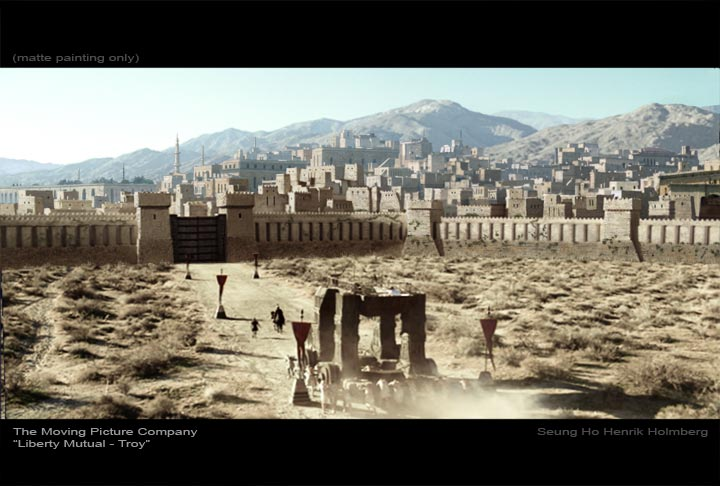 (matte painting only)
The Moving Picture Company
"Liberty Mutual - Troy"
Seung Ho Henrik Holmberg